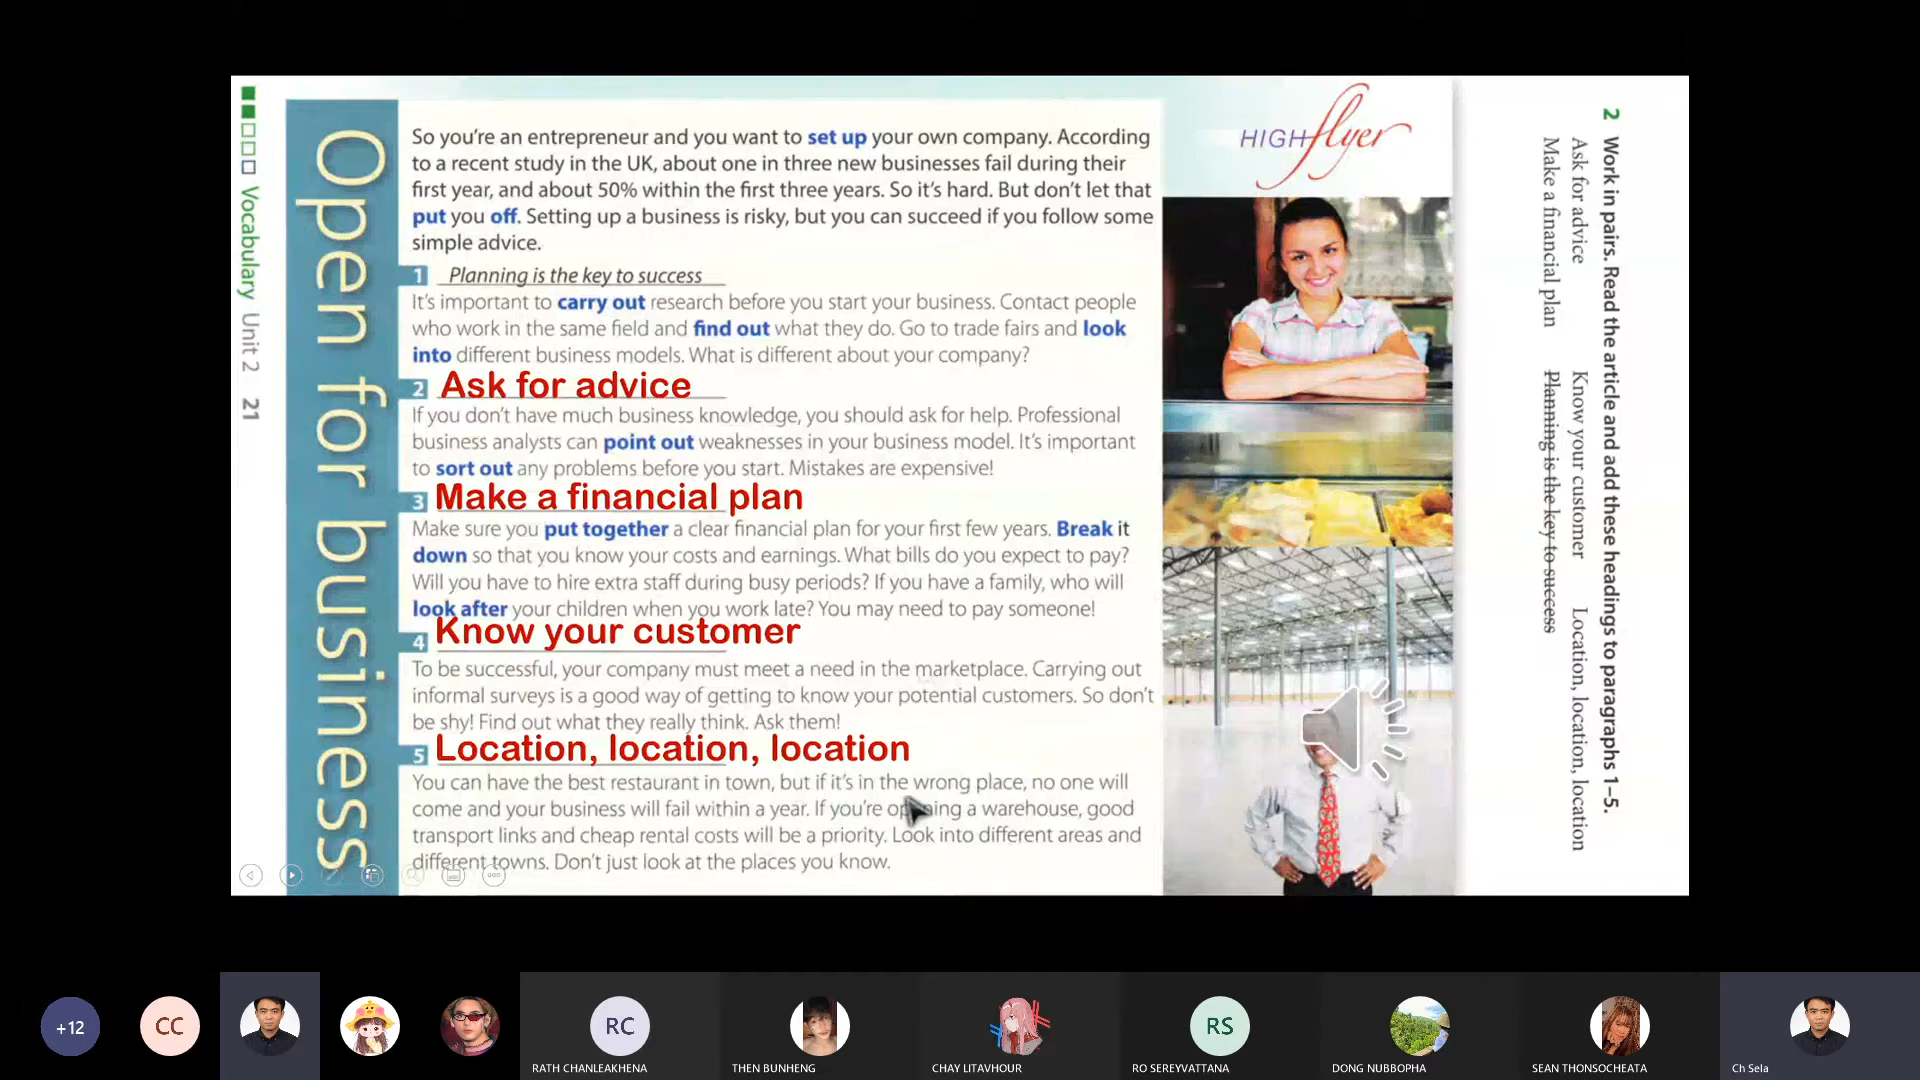 Vocabulary Unit 2 21
Open for business
So you're an entrepreneur and you want to set up your own company. According
to a recent study in the UK, about one in three new businesses fail during their
first year, and about 50% within the first three years. So it's hard. But don't let that
put you off. Setting up a business is risky, but you can succeed if you follow some
simple advice.
1 Planning is the key to success
It's important to carry out research before you start your business. Contact people
who work in the same field and find out what they do. Go to trade fairs and look
into different business models. What is different about your company?
2 Ask for advice
If you don't have much business knowledge, you should ask for help. Professional
business analysts can point out weaknesses in your business model. It's important
to sort out any problems before you start. Mistakes are expensive!
3 Make a financial plan
Make sure you put together a clear financial plan for your first few years. Break it
down so that you know your costs and earnings. What bills do you expect to pay?
Will you have to hire extra staff during busy periods? If you have a family, who will
look after your children when you work late? You may need to pay someone!
4 Know your customer
To be successful, your company must meet a need in the marketplace. Carrying out
informal surveys is a good way of getting to know your potential customers. So don't
be shy! Find out what they really think. Ask them!
5 Location, location, location
You can have the best restaurant in town, but if it's in the wrong place, no one will
come and your business will fail within a year. If you're opening a warehouse, good
transport links and cheap rental costs will be a priority. Look into different areas and
different towns. Don't just look at the places you know.
HIGH flyer
2 Work in pairs. Read the article and add these headings to paragraphs 1–5.
Ask for advice Know your customer Location, location, location
Make a financial plan Planning is the key to success
+12
CC
RC
RS
RATH CHANLEAKHENA
THEN BUNHENG
CHAY LITAVHOUR
RO SEREYVATTANA
DONG NUBBOPHA
SEAN THONSOCHEATA
Ch Sela